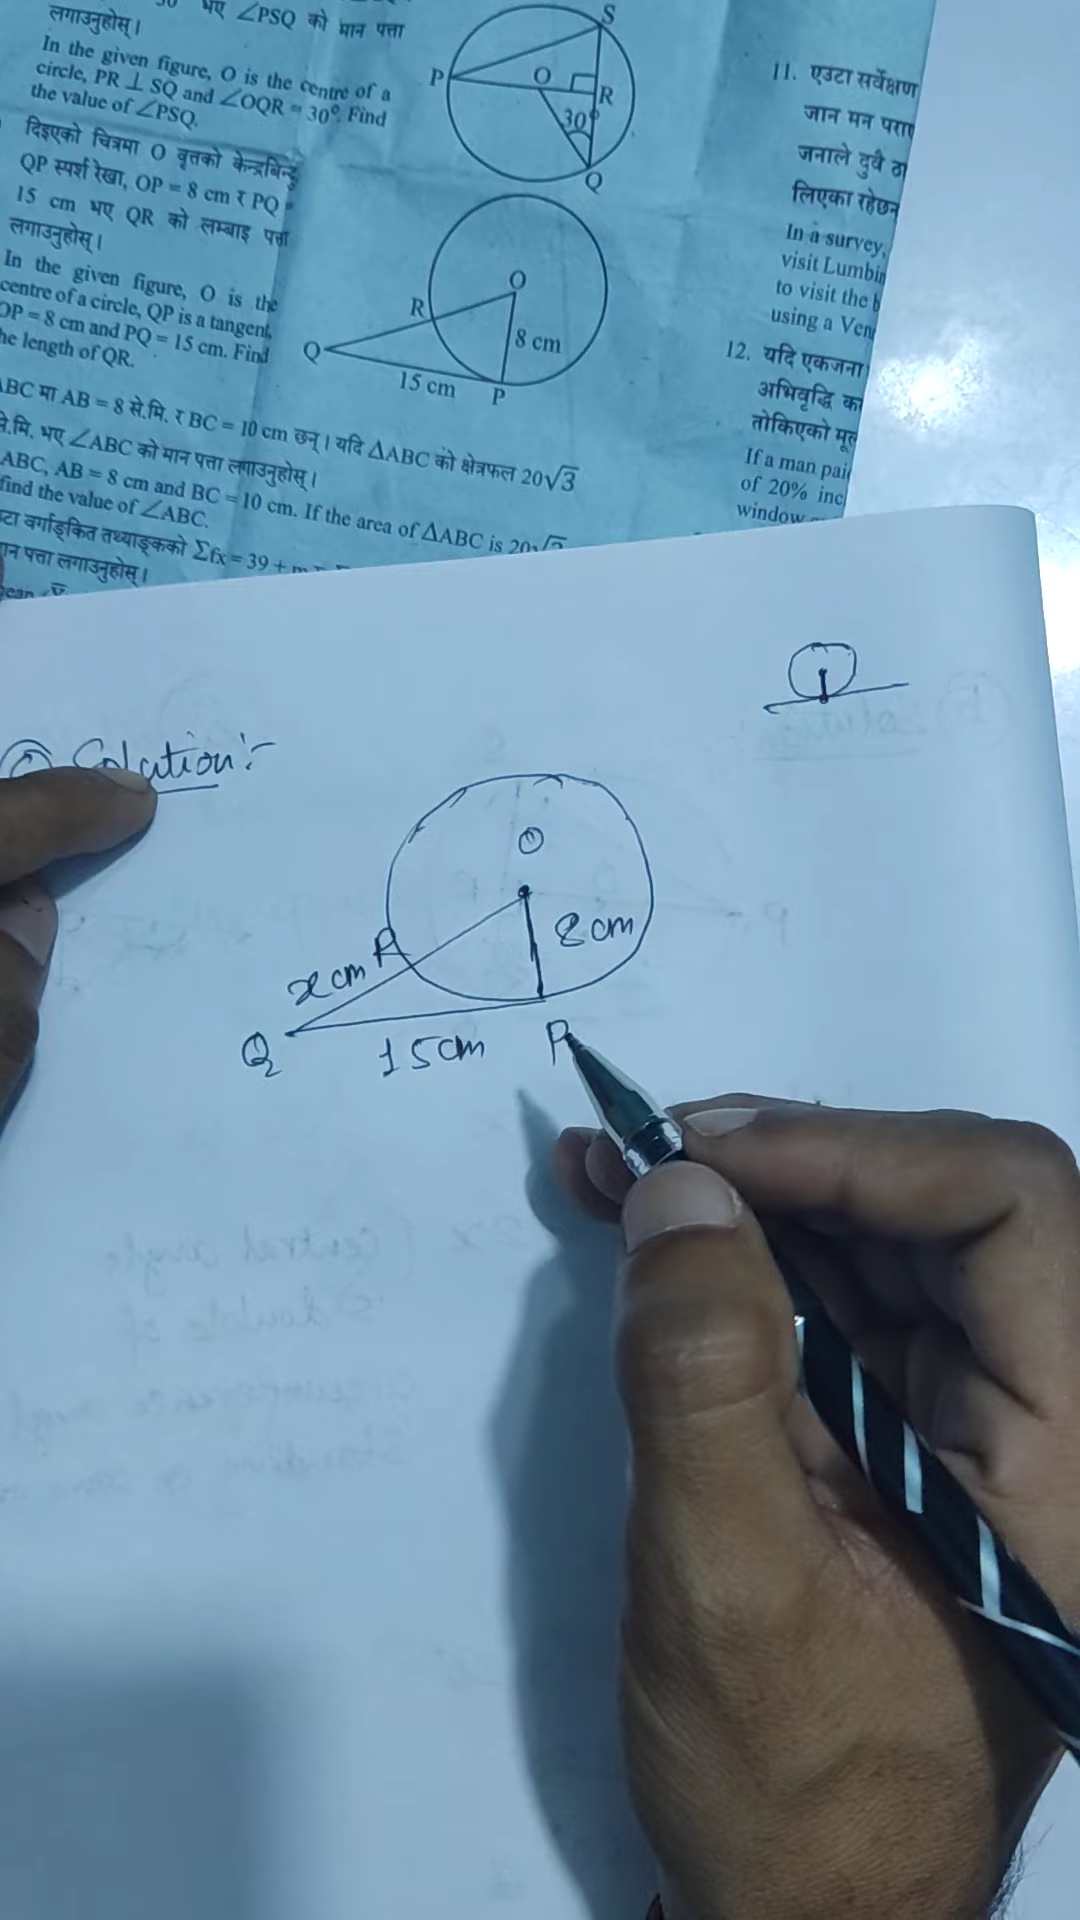 भए ∠PSQ को मान पत्ता
लगाउनुहोस् ।
In the given figure, O is the centre of a
circle, PR ⊥ SQ and ∠OQR = 30°. Find
the value of ∠PSQ.
S
P
O
R
30°
Q
दिइएको चित्रमा O वृत्तको केन्द्रबिन्दु,
QP स्पर्श रेखा, OP = 8 cm र PQ =
15 cm भए QR को लम्बाइ पत्ता
लगाउनुहोस् ।
In the given figure, O is the
centre of a circle, QP is a tangent,
OP = 8 cm and PQ = 15 cm. Find
he length of QR.
O
R
8 cm
Q
15 cm
P
ABC मा AB = 8 से.मि. र BC = 10 cm छन् । यदि ΔABC को क्षेत्रफल 20√3
से.मि. भए ∠ABC को मान पत्ता लगाउनुहोस् ।
ABC, AB = 8 cm and BC = 10 cm. If the area of ΔABC is 20√3
find the value of ∠ABC.
वर्गीकृत तथ्याङ्कको Σfx = 39 + m
पत्ता लगाउनुहोस् ।
11. एउटा सर्वेक्षण
जान मन परा
जनाले दुवै ठा
लिएका रहेछन
In a survey,
visit Lumbin
to visit the b
using a Ven
12. यदि एकजना
अभिवृद्धि क
तोकिएको मू
If a man pai
of 20% inc
window
Solution:-
O
8 cm
R
x cm
Q
15 cm
P